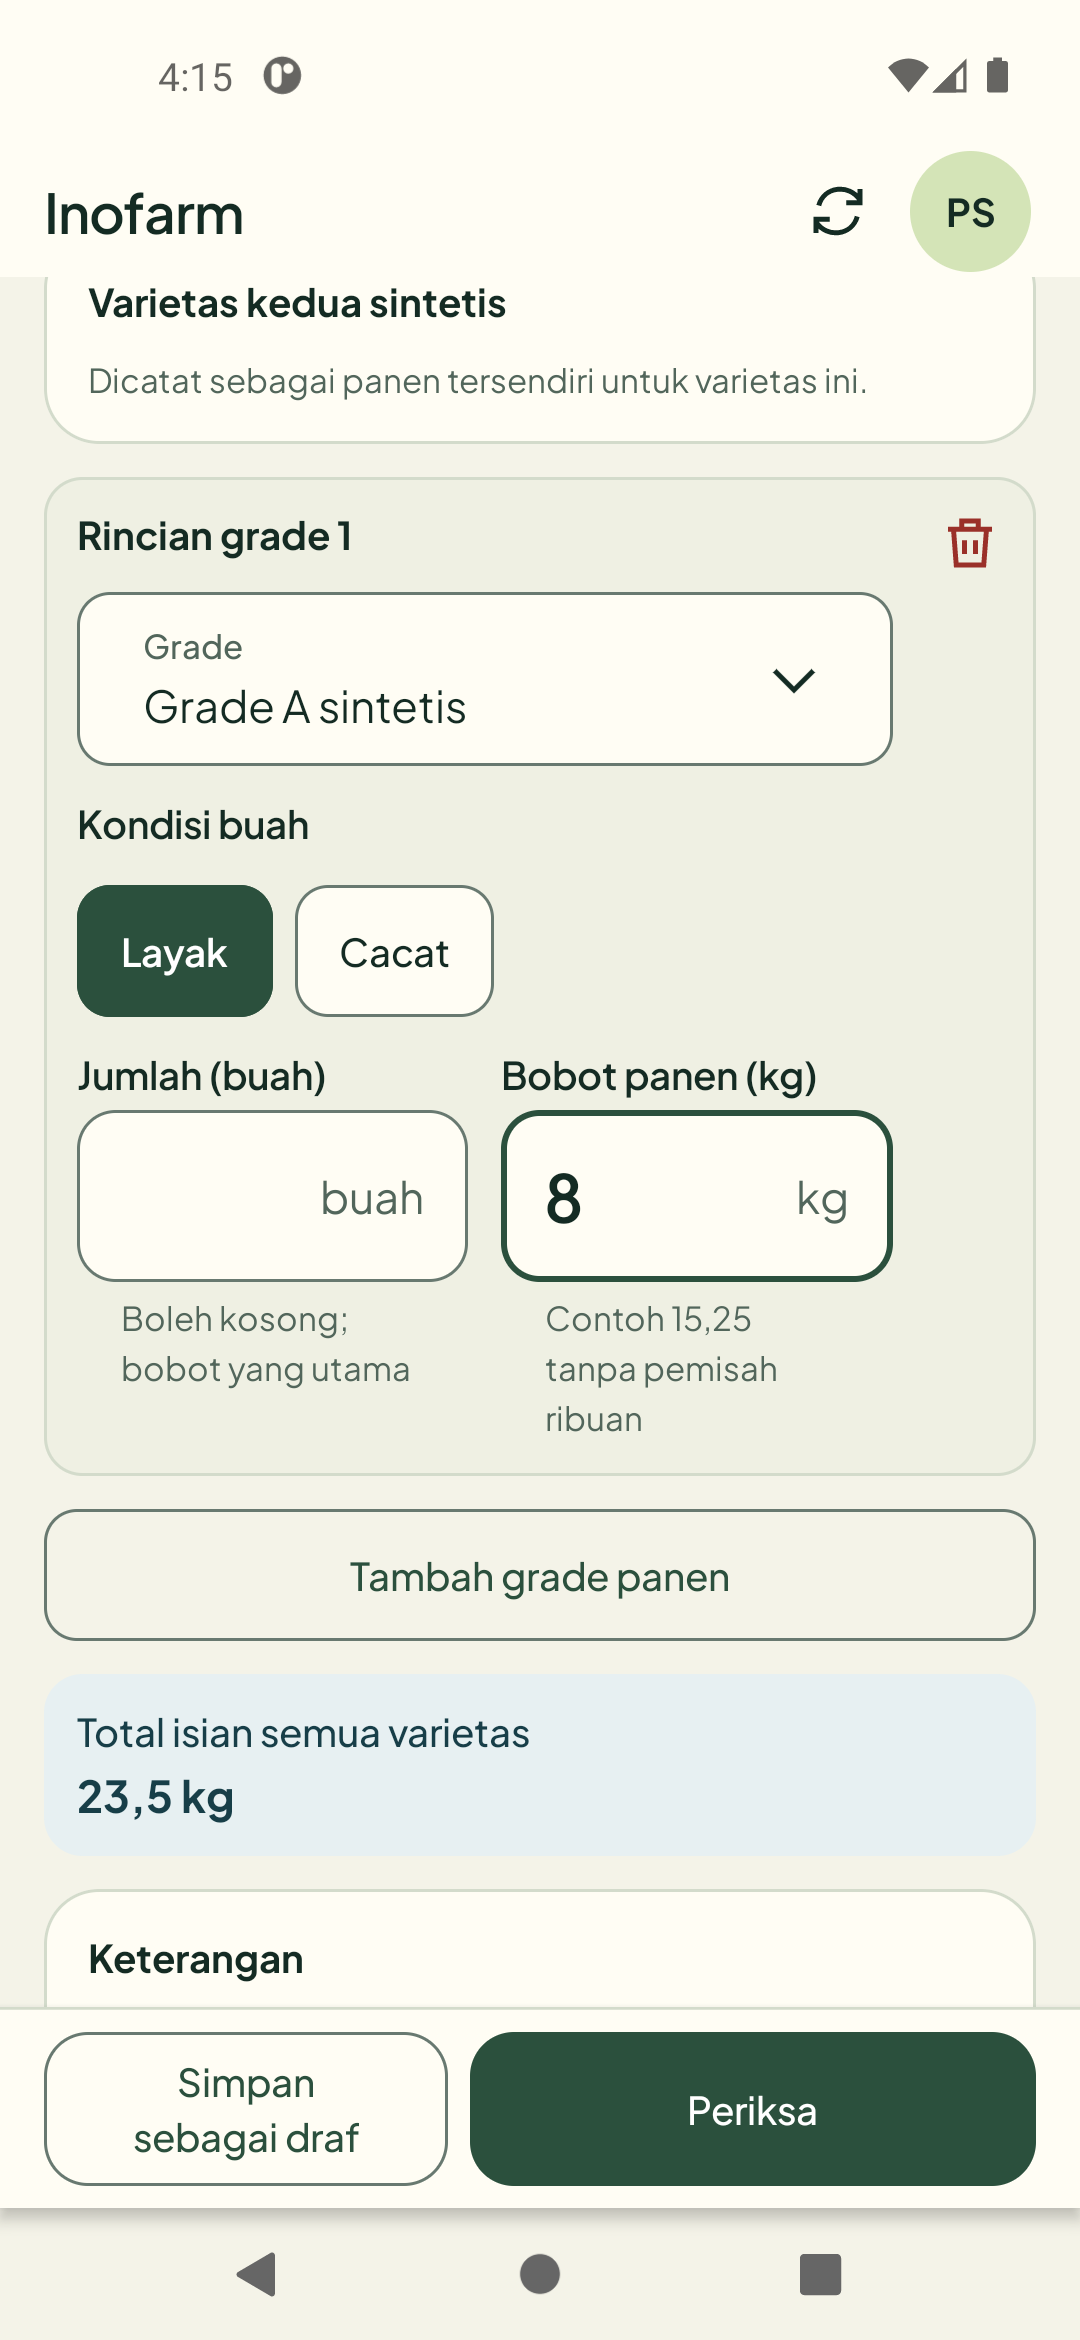 4:15
Inofarm
PS
Varietas kedua sintetis
Dicatat sebagai panen tersendiri untuk varietas ini.
Rincian grade 1
Grade
Grade A sintetis
Kondisi buah
Layak
Cacat
Jumlah (buah)
Bobot panen (kg)
buah
8
kg
Boleh kosong;
bobot yang utama
Contoh 15,25
tanpa pemisah
ribuan
Tambah grade panen
Total isian semua varietas
23,5 kg
Keterangan
Simpan
sebagai draf
Periksa